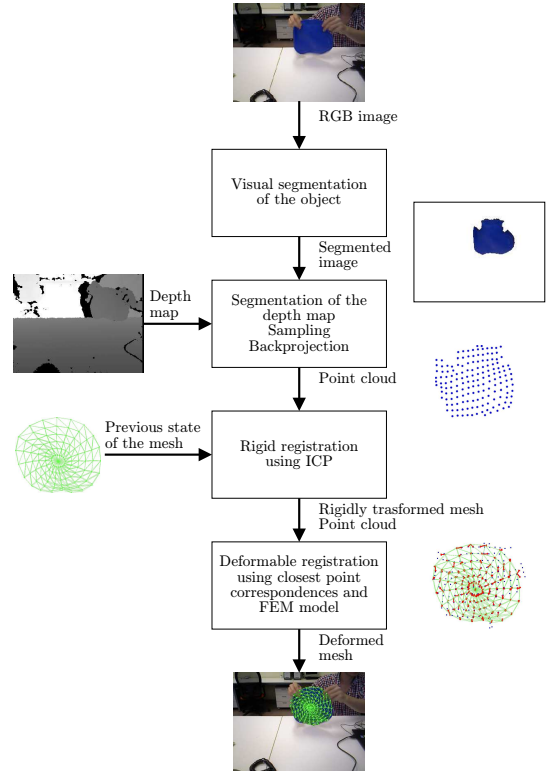 RGB image
Visual segmentation
of the object
Segmented
image
Depth
map
Segmentation of the
depth map
Sampling
Backprojection
Point cloud
Previous state
of the mesh
Rigid registration
using ICP
Rigidly trasformed mesh
Point cloud
Deformable registration
using closest point
correspondences and
FEM model
Deformed
mesh